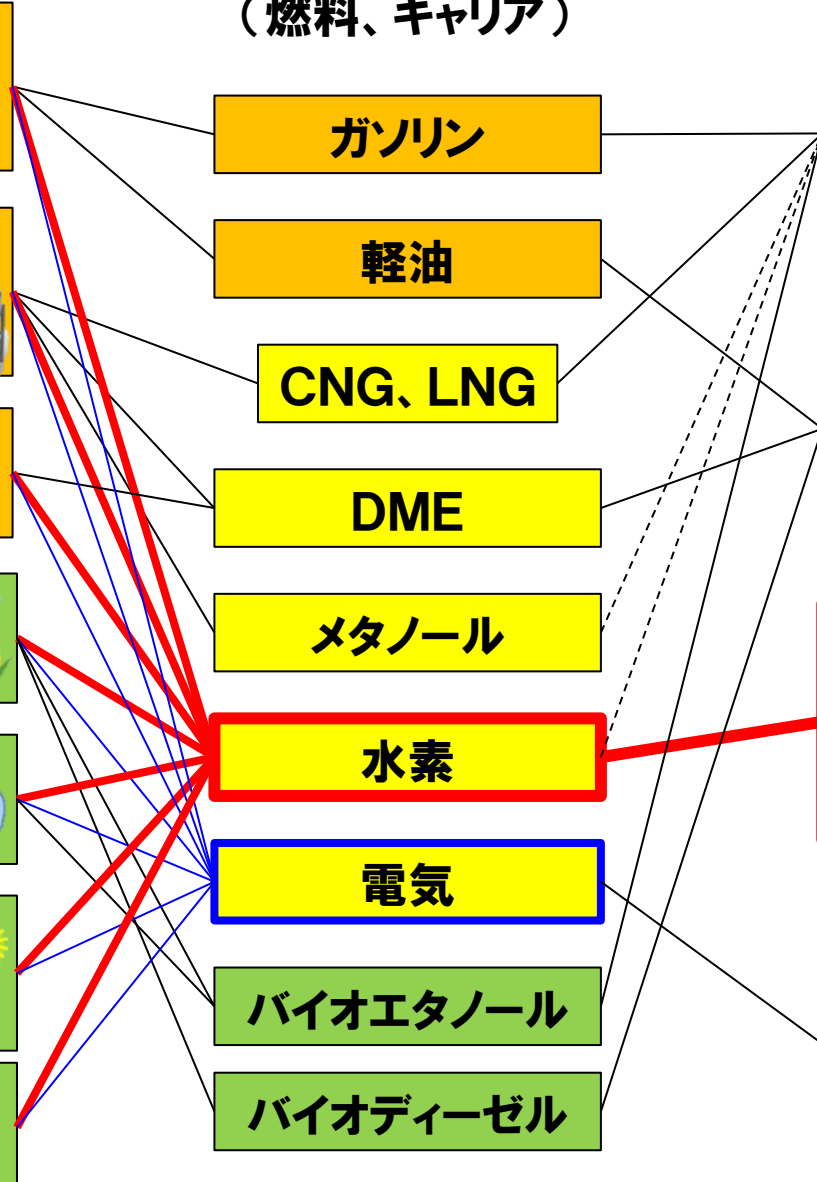 （燃料、キャリア）
ガソリン
軽油
CNG、LNG
DME
メタノール
水素
電気
バイオエタノール
バイオディーゼル